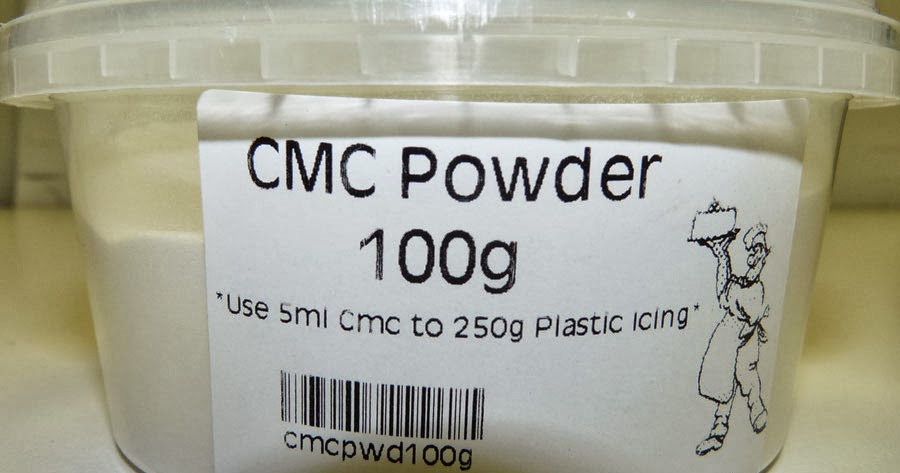 CMC Powder
100g
*Use 5ml Cmc to 250g Plastic Icing*
cmcpwd100g